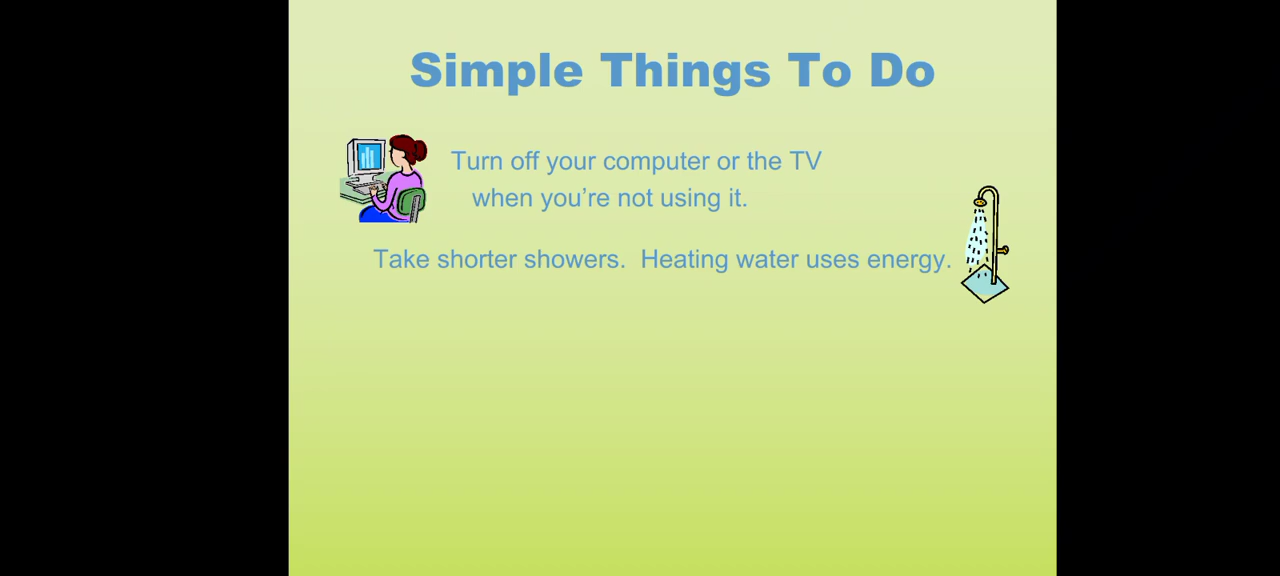 Simple Things To Do
Turn off your computer or the TV
when you’re not using it.
Take shorter showers.  Heating water uses energy.